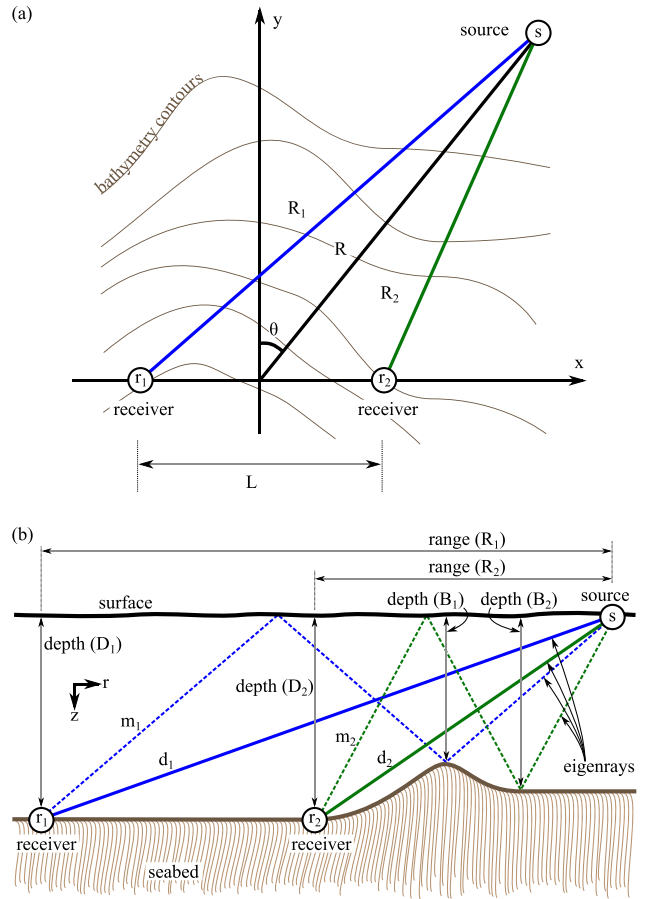 (a)
y
source
s
bathymetry contours
R₁
R
R₂
θ
x
r₁
r₂
receiver
receiver
L
(b)
range (R₁)
range (R₂)
source
surface
depth (B₁)
depth (B₂)
s
depth (D₁)
depth (D₂)
r
z
m₁
m₂
d₁
d₂
eigenrays
r₁
r₂
receiver
receiver
seabed